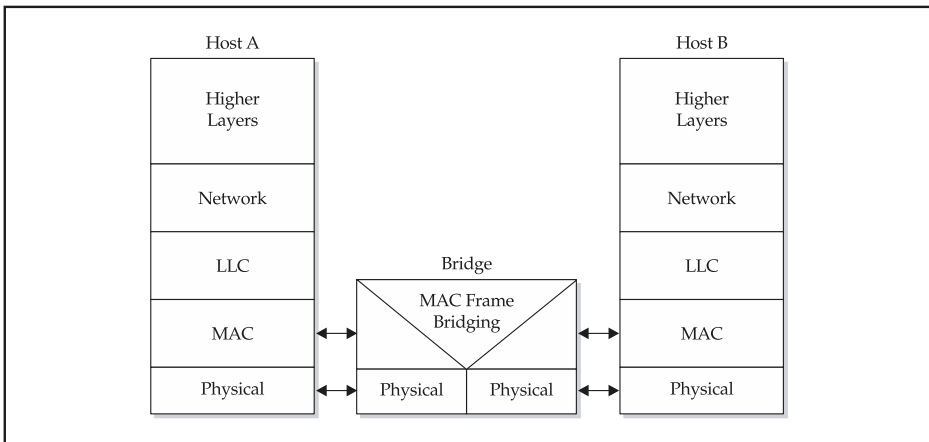 Host A
Higher
Layers
Network
LLC
MAC
Physical
Bridge
MAC Frame
Bridging
Physical
Physical
Host B
Higher
Layers
Network
LLC
MAC
Physical